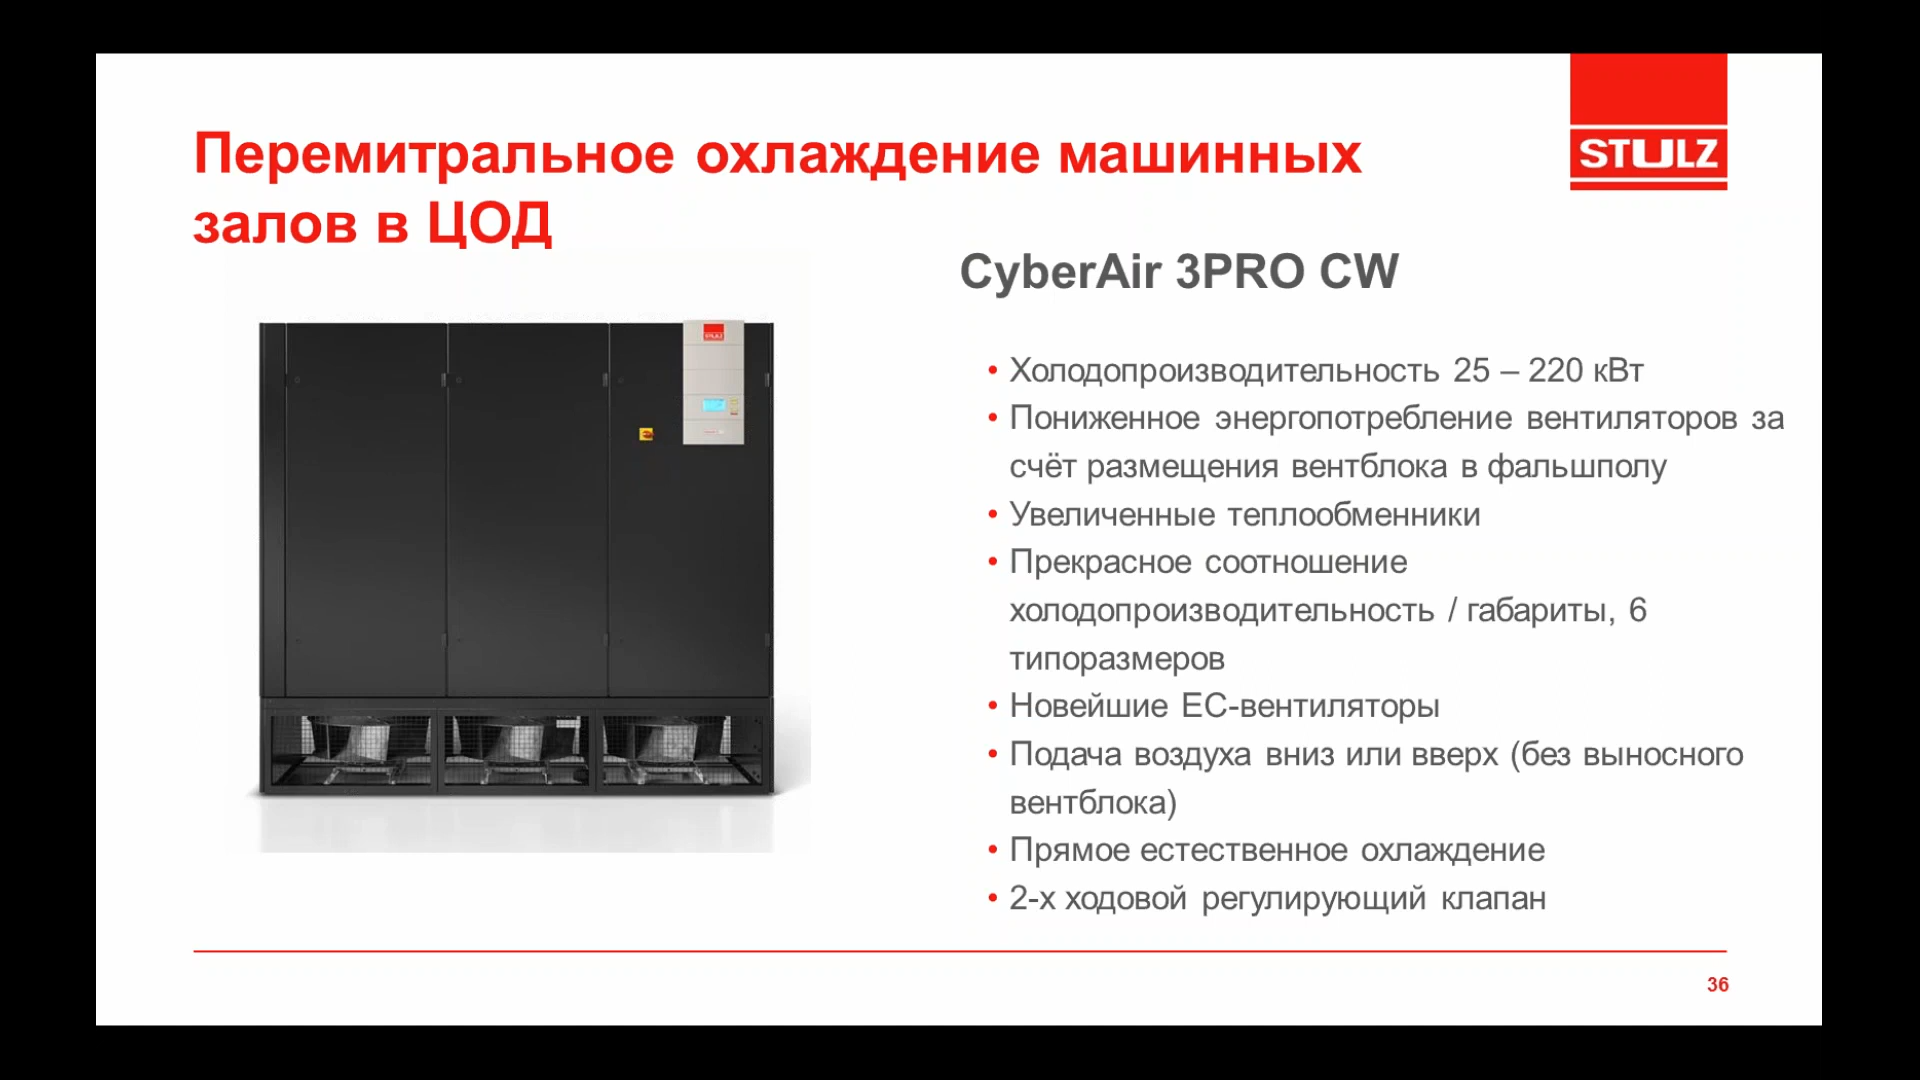 Перемитральное охлаждение машинных
залов в ЦОД
STULZ
CyberAir 3PRO CW
STULZ
• Холодопроизводительность 25 – 220 кВт
• Пониженное энергопотребление вентиляторов за
счёт размещения вентблока в фальшполу
• Увеличенные теплообменники
• Прекрасное соотношение
холодопроизводительность / габариты, 6
типоразмеров
• Новейшие ЕС-вентиляторы
• Подача воздуха вниз или вверх (без выносного
вентблока)
• Прямое естественное охлаждение
• 2-х ходовой регулирующий клапан
36